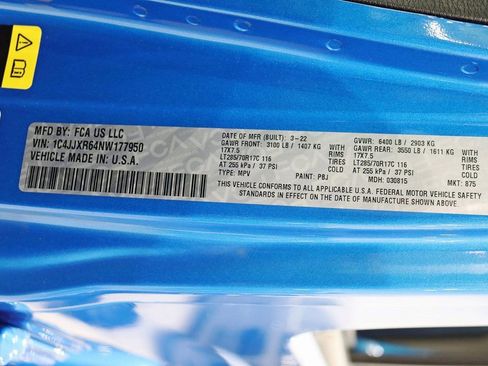 MFD. BY: FCA US LLC
VIN: 1C4JJXR64NW177950
VEHICLE MADE IN U.S.A.
DATE OF MFR (BUILT): 3-22
GAWR FRONT: 3100 LB / 1407 KG WITH
17X7.5 RIMS
LT285/70R17C 116 TIRES
AT 255 kPa / 37 PSI COLD
TYPE: MPV PAINT: PBJ
GVWR: 6400 LB / 2903 KG
GAWR REAR: 3550 LB / 1611 KG WITH
17X7.5 RIMS
LT285/70R17C 116 TIRES
AT 255 kPa / 37 PSI COLD
MDH: 030815 MKT: 875
THIS VEHICLE CONFORMS TO ALL APPLICABLE U.S.A. FEDERAL MOTOR VEHICLE SAFETY
STANDARDS IN EFFECT ON THE DATE OF MANUFACTURE SHOWN ABOVE.